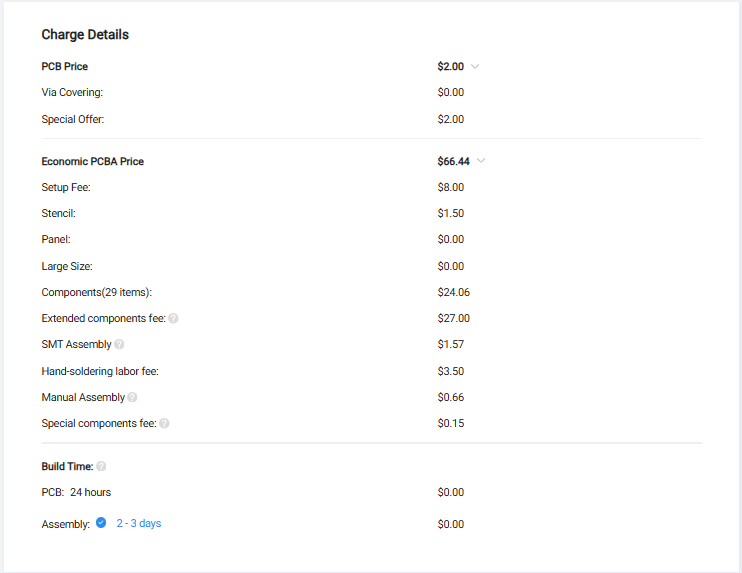 Charge Details
PCB Price $2.00
Via Covering: $0.00
Special Offer: $2.00
Economic PCBA Price $66.44
Setup Fee: $8.00
Stencil: $1.50
Panel: $0.00
Large Size: $0.00
Components(29 items): $24.06
Extended components fee: ? $27.00
SMT Assembly ? $1.57
Hand-soldering labor fee: $3.50
Manual Assembly ? $0.66
Special components fee: ? $0.15
Build Time: ?
PCB: 24 hours $0.00
Assembly: 2 - 3 days $0.00